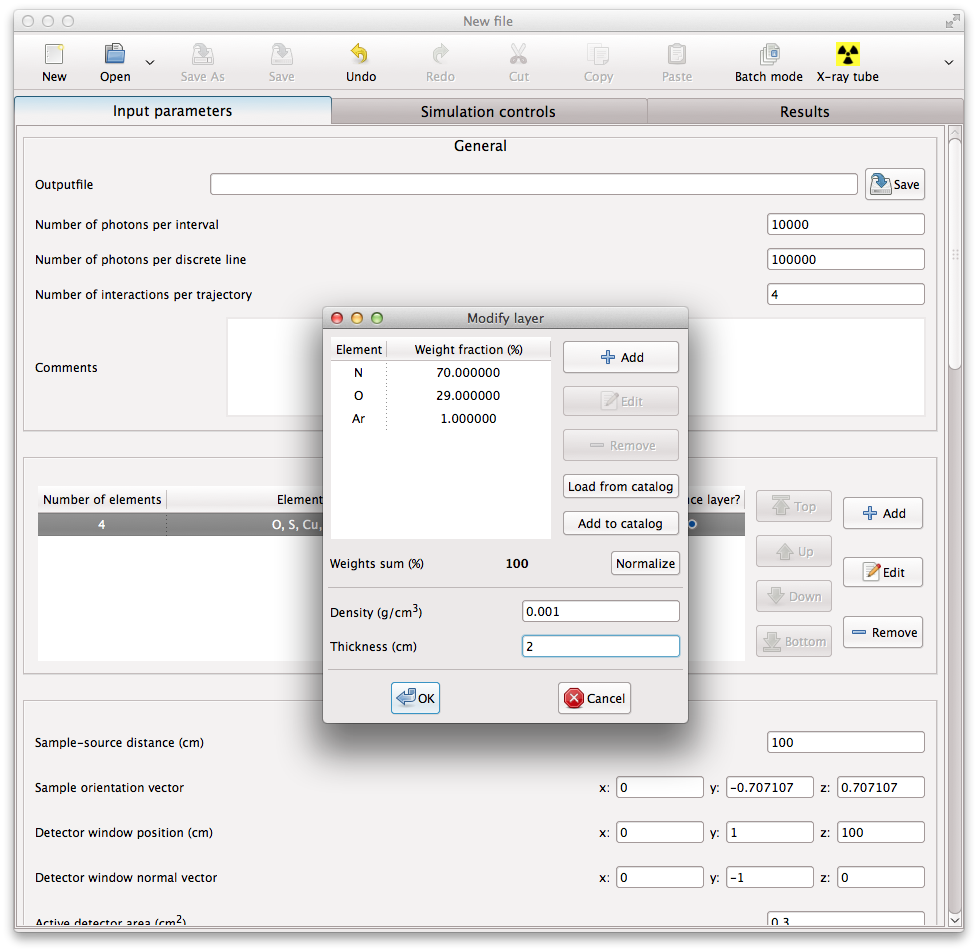 New file
New Open Save As Save Undo Redo Cut Copy Paste Batch mode X-ray tube
Input parameters Simulation controls Results
General
Outputfile Save
Number of photons per interval 10000
Number of photons per discrete line 100000
Number of interactions per trajectory 4
Comments
Modify layer
Element Weight fraction (%)
N 70.000000
O 29.000000
Ar 1.000000
Add
Edit
Remove
Load from catalog
Add to catalog
Weights sum (%) 100 Normalize
Density (g/cm³) 0.001
Thickness (cm) 2
OK Cancel
Number of elements Element nce layer?
4 O, S, Cu,
Top
Up
Down
Bottom
Add
Edit
Remove
Sample-source distance (cm) 100
Sample orientation vector x: 0 y: -0.707107 z: 0.707107
Detector window position (cm) x: 0 y: 1 z: 100
Detector window normal vector x: 0 y: -1 z: 0
Active detector area (cm²) 0.3